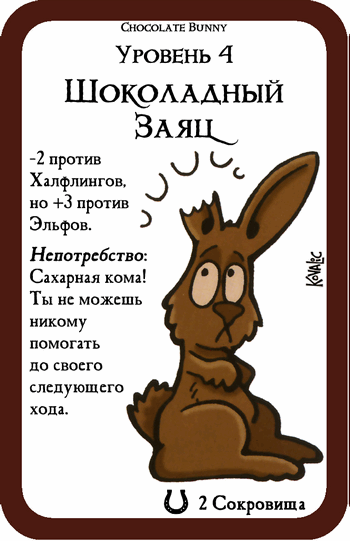 Chocolate Bunny
Уровень 4
Шоколадный
Заяц
-2 против
Халфлингов,
но +3 против
Эльфов.
Непотребство:
Сахарная кома!
Ты не можешь
никому
помогать
до своего
следующего
хода.
Kovalic
2 Сокровища